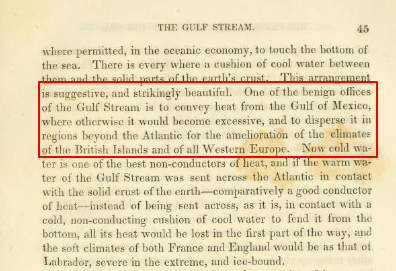 THE GULF STREAM. 45
where permitted, in the oceanic economy, to touch the bottom of
the sea. There is every where a cushion of cool water between
them and the solid parts of the earth's crust. This arrangement
is suggestive, and strikingly beautiful. One of the benign offices
of the Gulf Stream is to convey heat from the Gulf of Mexico,
where otherwise it would become excessive, and to disperse it in
regions beyond the Atlantic for the amelioration of the climates
of the British Islands and of all Western Europe. Now cold wa-
ter is one of the best non-conductors of heat, and if the warm wa-
ter of the Gulf Stream was sent across the Atlantic in contact
with the solid crust of the earth—comparatively a good conductor
of heat—instead of being sent across, as it is, in contact with a
cold, non-conducting cushion of cool water to fend it from the
bottom, all its heat would be lost in the first part of the way, and
the soft climates of both France and England would be as that of
Labrador, severe in the extreme, and ice-bound.